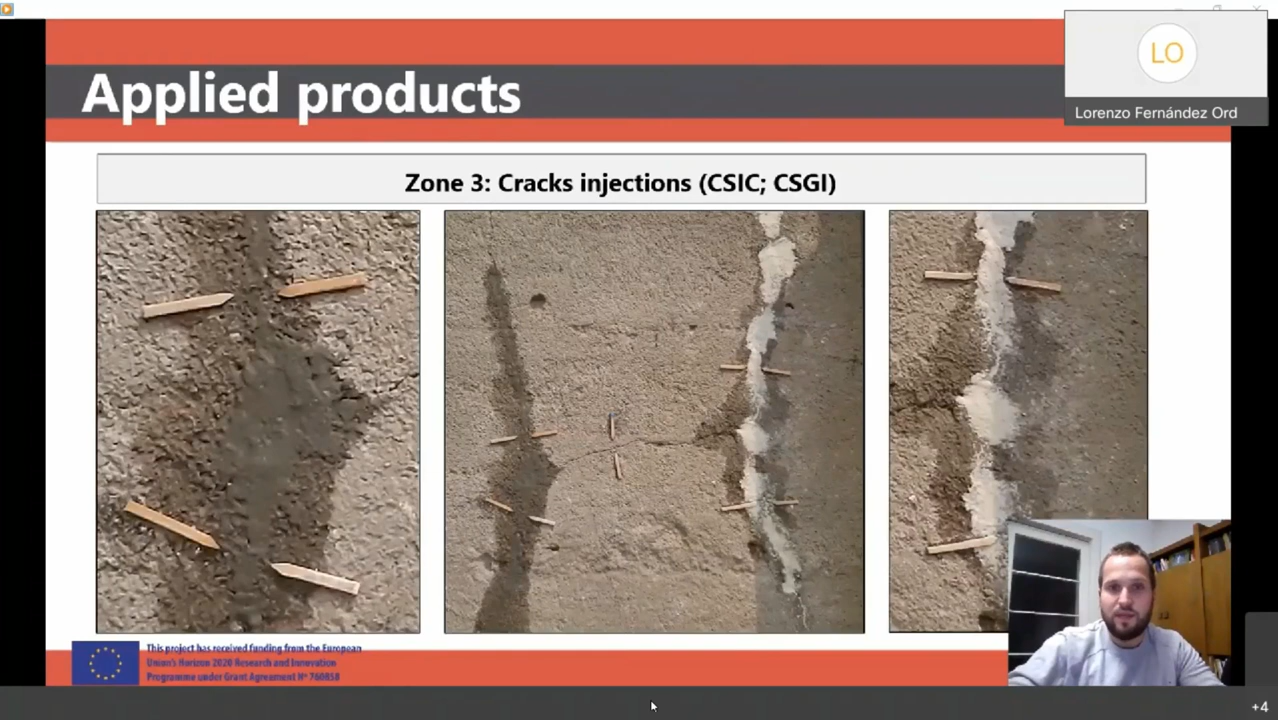 Applied products
LO
Lorenzo Fernández Ord
Zone 3: Cracks injections (CSIC; CSGI)
This project has received funding from the European
Union's Horizon 2020 Research and Innovation
Programme under Grant Agreement Nº 760858
+4